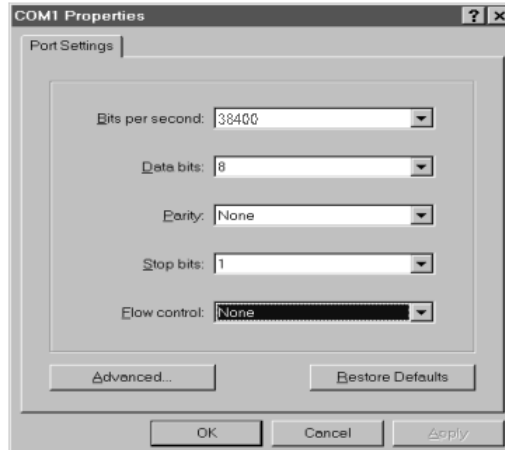 COM1 Properties
Port Settings
Bits per second: 38400
Data bits: 8
Parity: None
Stop bits: 1
Flow control: None
Advanced... Restore Defaults
OK Cancel Apply